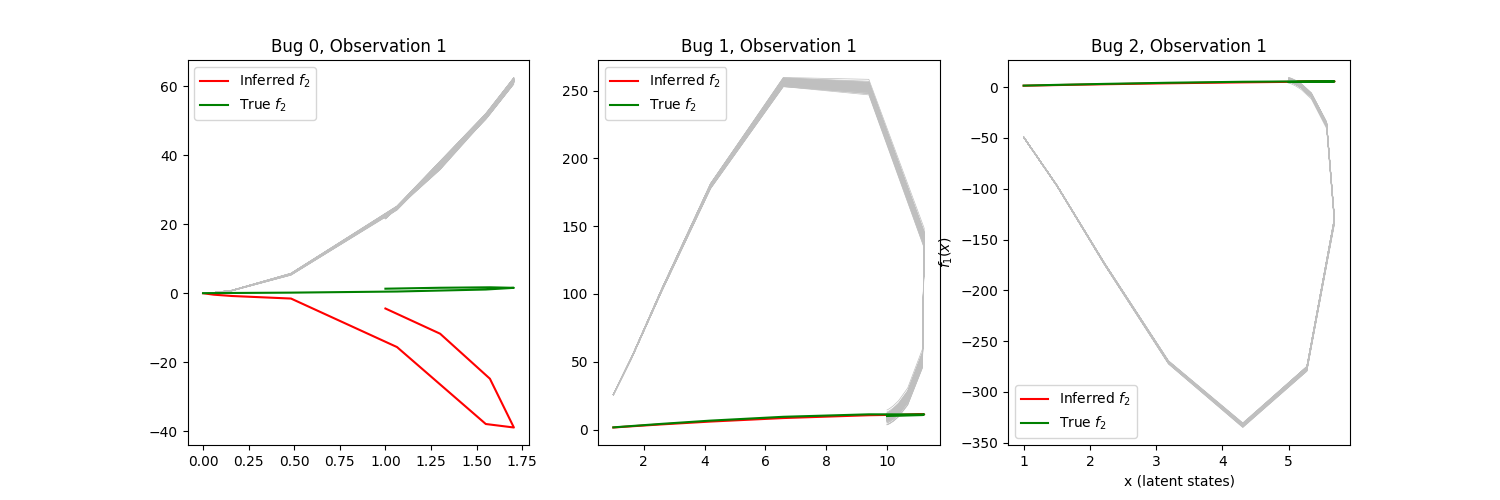 Bug 0, Observation 1
Inferred f₂
True f₂
60
40
20
0
−20
−40
0.00 0.25 0.50 0.75 1.00 1.25 1.50 1.75
Bug 1, Observation 1
Inferred f₂
True f₂
250
200
150
100
50
0
2 4 6 8 10
Bug 2, Observation 1
f₁(x)
0
−50
−100
−150
−200
−250
−300
−350
Inferred f₂
True f₂
1 2 3 4 5
x (latent states)